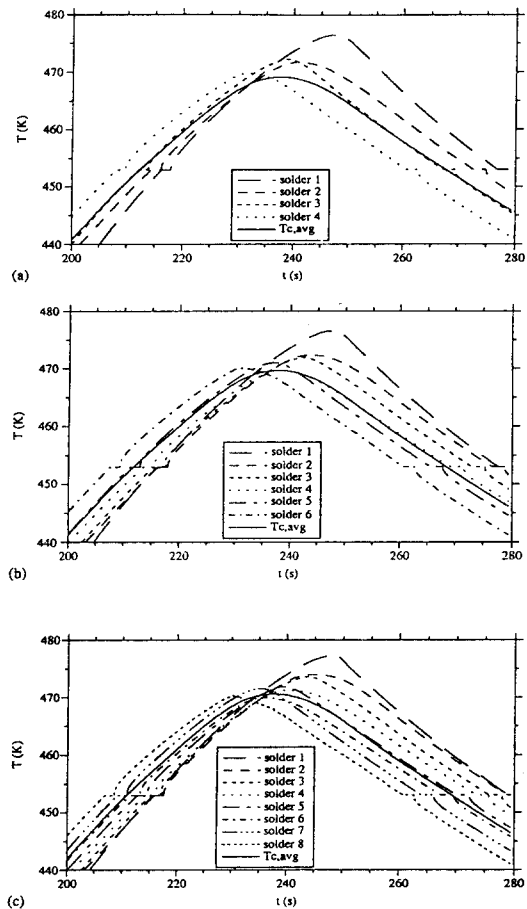 480
470
460
450
440
T (K)
solder 1
solder 2
solder 3
solder 4
Tc,avg
200
220
240
260
280
(a)
t (s)
480
470
460
450
440
T (K)
solder 1
solder 2
solder 3
solder 4
solder 5
solder 6
Tc,avg
200
220
240
260
280
(b)
t (s)
480
470
460
450
440
T (K)
solder 1
solder 2
solder 3
solder 4
solder 5
solder 6
solder 7
solder 8
Tc,avg
200
220
240
260
280
(c)
t (s)